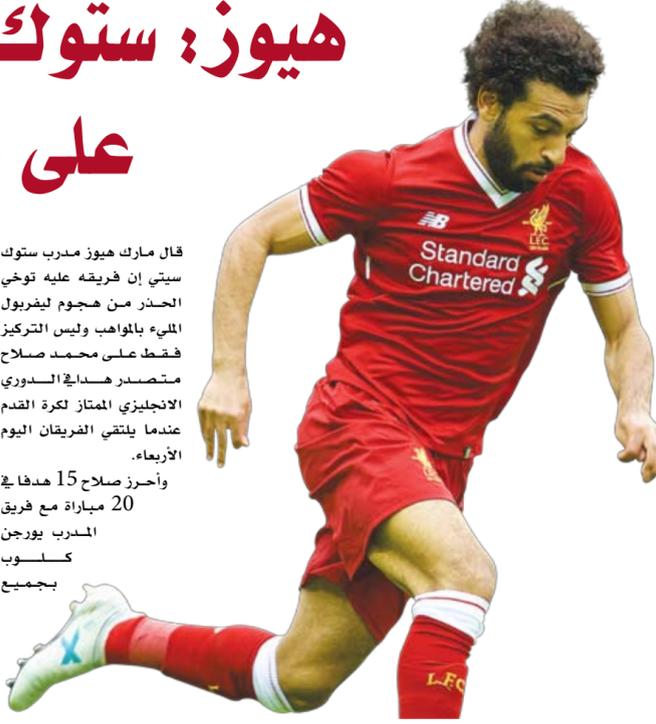 هيوز: ستوك
على
قال مارك هيوز مدرب ستوك
سيتي إن فريقه عليه توخي
الحذر من هجوم ليفربول
المليء بالمواهب وليس التركيز
فقط على محمد صلاح
متصدر هدافي الدوري
الانجليزي الممتاز لكرة القدم
عندما يلتقي الفريقان اليوم
الأربعاء.
وأحرز صلاح 15 هدفا في
20 مباراة مع فريق
المدرب يورجن
كلوب
بجميع
NB
L.F.C
Standard
Chartered
L.F.C